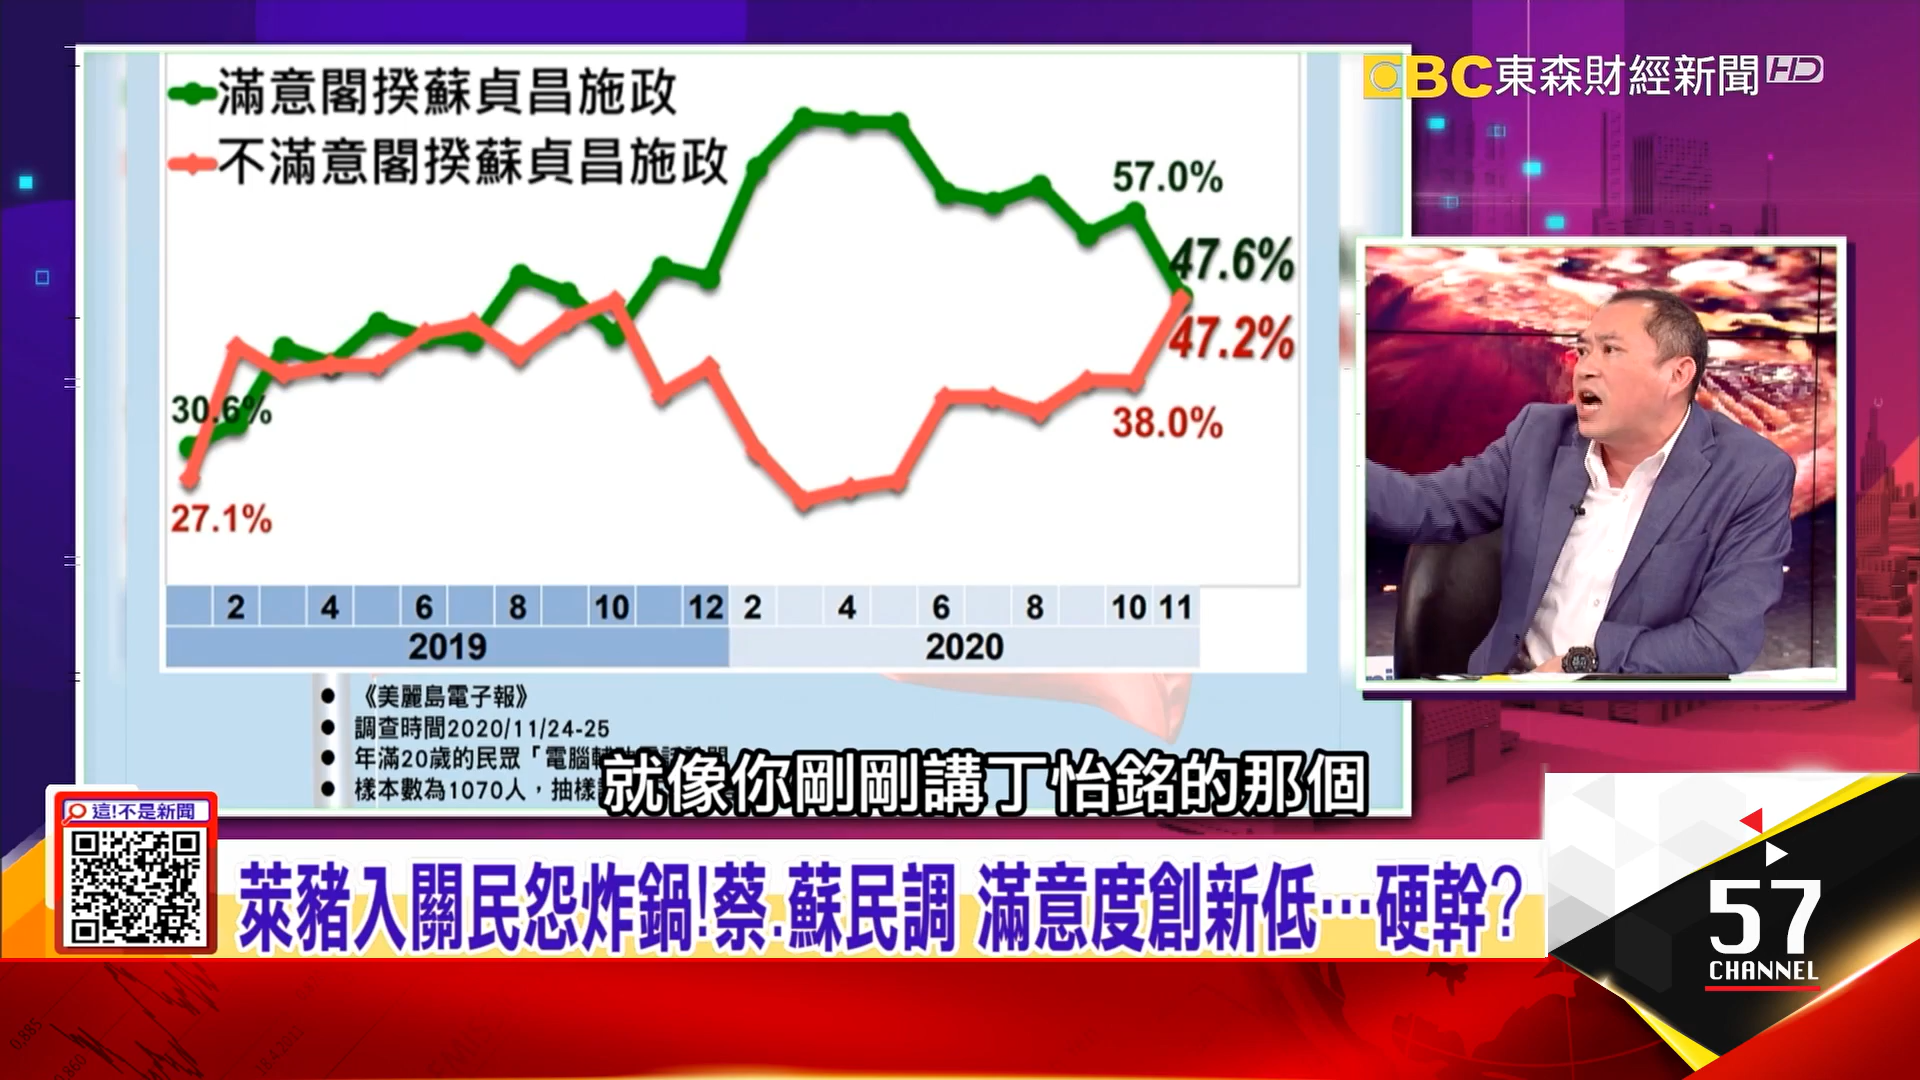 滿意閣揆蘇貞昌施政
不滿意閣揆蘇貞昌施政
EBC東森財經新聞HD
57.0%
47.6%
47.2%
38.0%
30.6%
27.1%
2 4 6 8 10 12 2 4 6 8 10 11
2019 2020
《美麗島電子報》
調查時間2020/11/24-25
年滿20歲的民眾「電腦輔
樣本數為1070人，抽樣
就像你剛剛講丁怡銘的那個
這!不是新聞
萊豬入關民怨炸鍋!蔡.蘇民調 滿意度創新低…硬幹?
57
CHANNEL
0.885
0.860